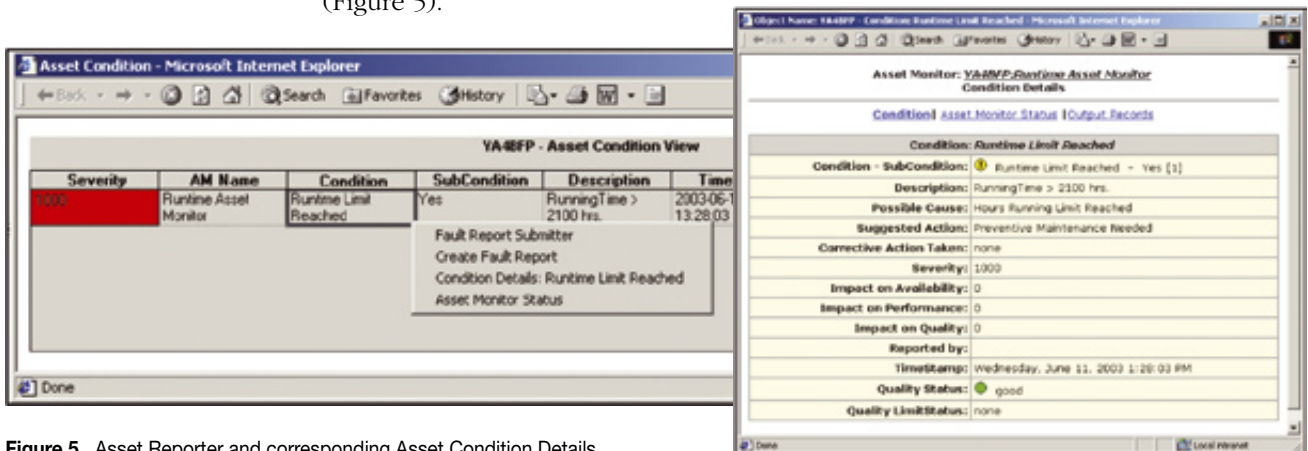 (Figure 5).
Asset Condition - Microsoft Internet Explorer
Back
Search Favorites History
YA4BFP - Asset Condition View
Severity AM Name Condition SubCondition Description Time
1000 Runtime Asset Monitor Runtime Limit Reached Yes RunningTime > 2100 hrs. 2003-06-1 13:28:03
Fault Report Submitter
Create Fault Report
Condition Details: Runtime Limit Reached
Asset Monitor Status
Done
Figure 5. Asset Reporter and corresponding Asset Condition Details
Object Name: YA4BFP - Condition: Runtime Limit Reached - Microsoft Internet Explorer
Back
Search Favorites History
Asset Monitor: YA4BFP:Runtime Asset Monitor
Condition Details
Condition| Asset Monitor Status |Output Records
Condition: Runtime Limit Reached
Condition - SubCondition: Runtime Limit Reached - Yes [1]
Description: RunningTime > 2100 hrs.
Possible Cause: Hours Running Limit Reached
Suggested Action: Preventive Maintenance Needed
Corrective Action Taken: none
Severity: 1000
Impact on Availability: 0
Impact on Performance: 0
Impact on Quality: 0
Reported by:
TimeStamp: Wednesday, June 11, 2003 1:28:03 PM
Quality Status: good
Quality LimitStatus: none
Done
Local intranet